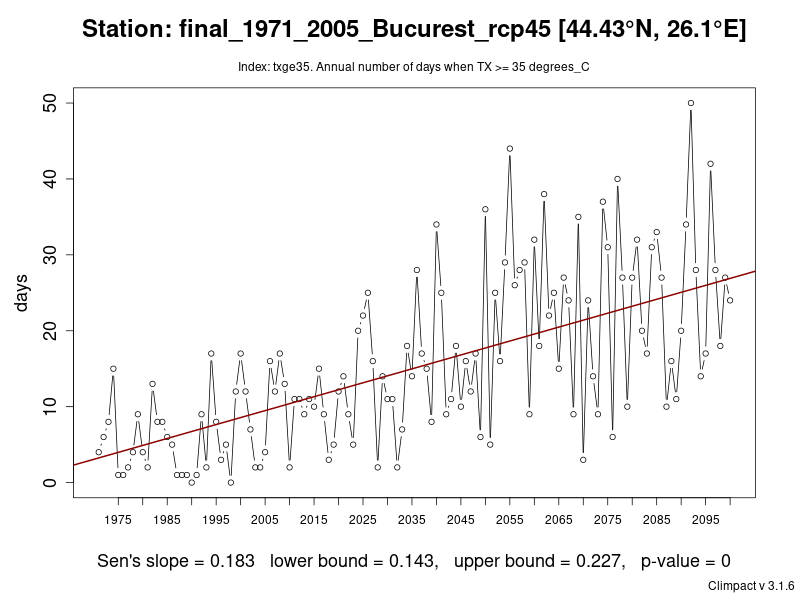 Station: final_1971_2005_Bucurest_rcp45 [44.43°N, 26.1°E]
Index: txge35. Annual number of days when TX >= 35 degrees_C
50
40
30
20
10
0
days
1975 1985 1995 2005 2015 2025 2035 2045 2055 2065 2075 2085 2095
Sen's slope = 0.183 lower bound = 0.143, upper bound = 0.227, p-value = 0
Climpact v 3.1.6